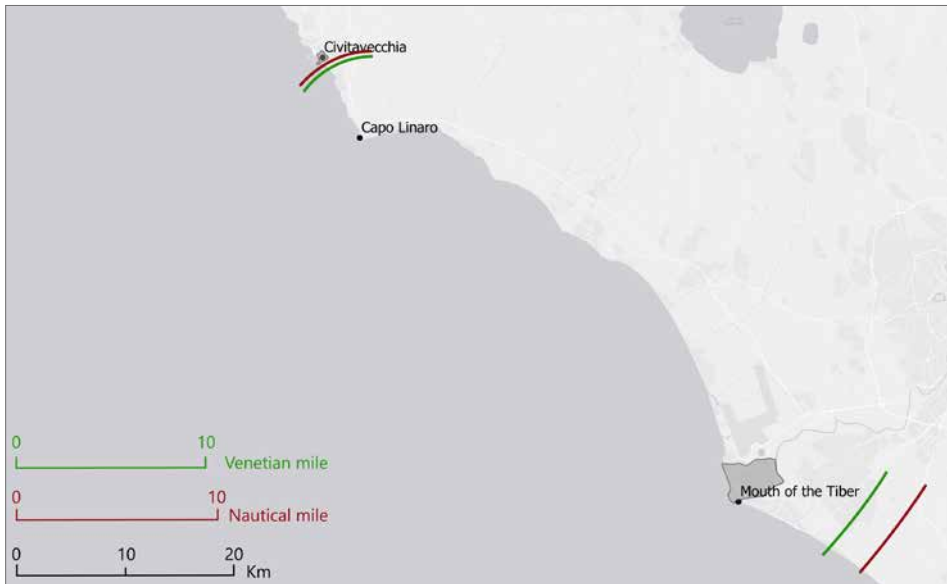 Civitavecchia
Capo Linaro
Mouth of the Tiber
0 10
Venetian mile
0 10
Nautical mile
0 10 20
Km